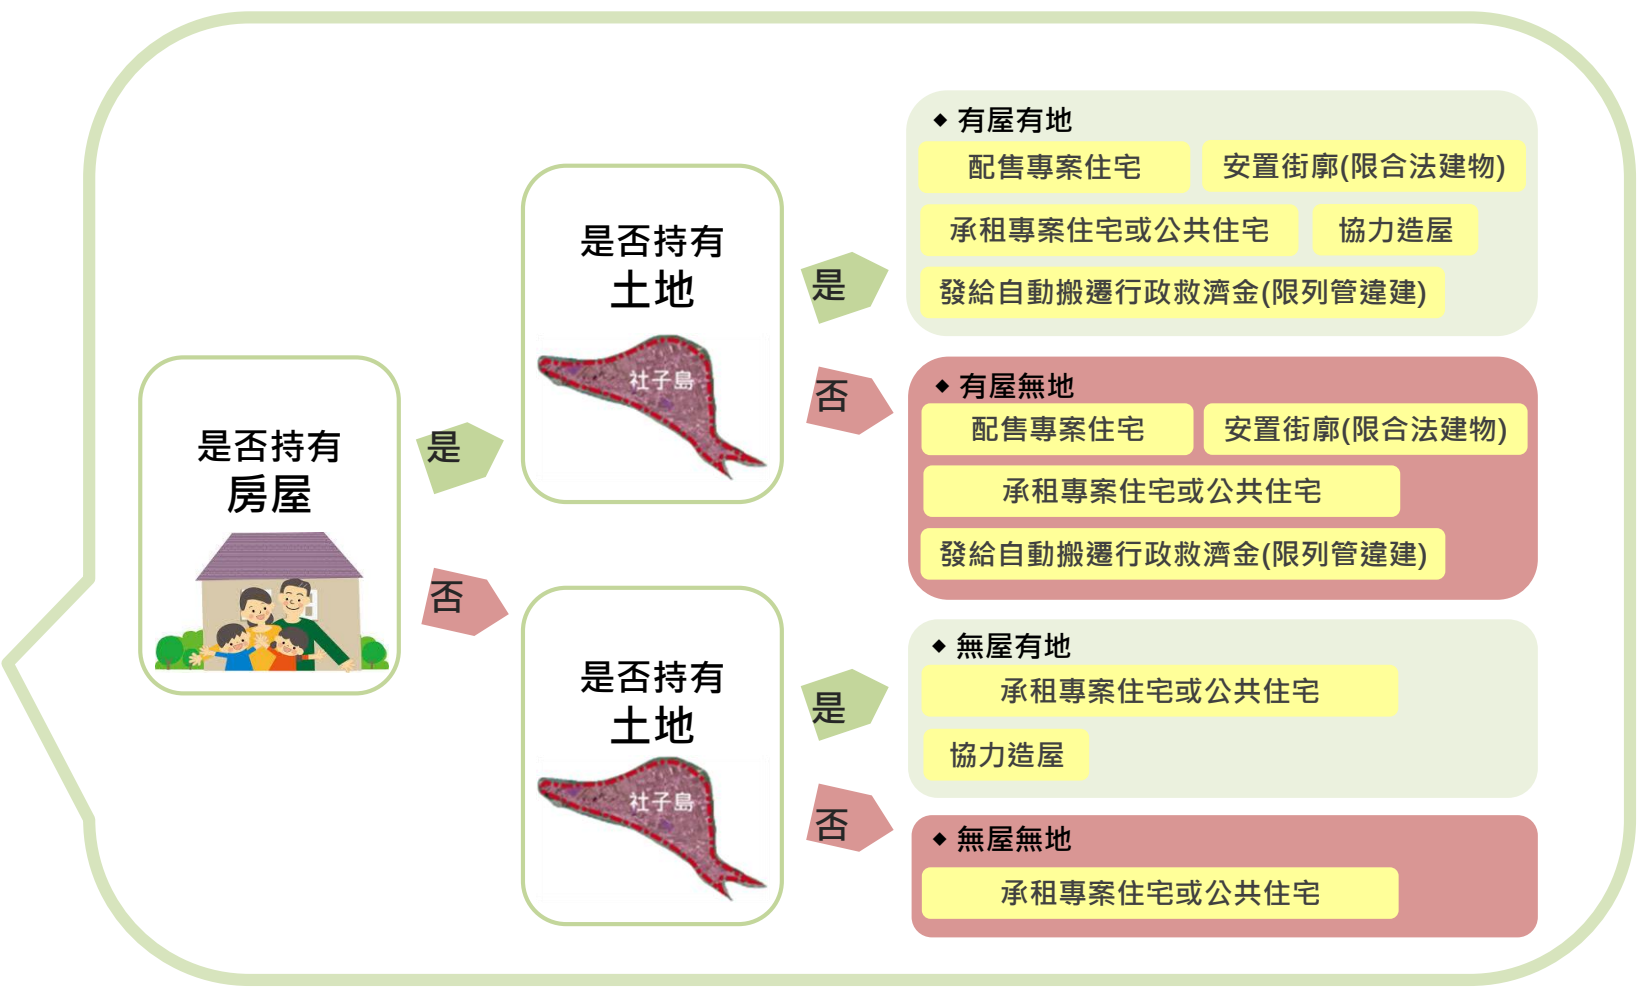 是否持有
房屋
是
否
是否持有
土地
社子島
是
否
◆ 有屋有地
配售專案住宅
安置街廓(限合法建物)
承租專案住宅或公共住宅
協力造屋
發給自動搬遷行政救濟金(限列管違建)
◆ 有屋無地
配售專案住宅
安置街廓(限合法建物)
承租專案住宅或公共住宅
發給自動搬遷行政救濟金(限列管違建)
是否持有
土地
社子島
是
否
◆ 無屋有地
承租專案住宅或公共住宅
協力造屋
◆ 無屋無地
承租專案住宅或公共住宅